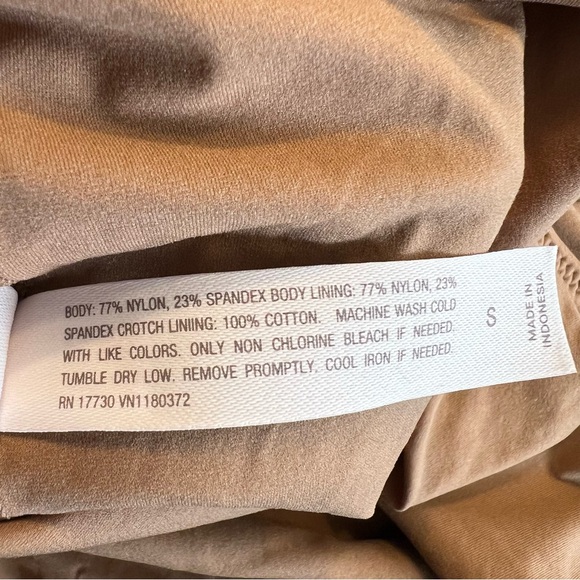 BODY: 77% NYLON, 23% SPANDEX BODY LINING: 77% NYLON, 23%
SPANDEX CROTCH LINIING: 100% COTTON. MACHINE WASH COLD
WITH LIKE COLORS. ONLY NON CHLORINE BLEACH IF NEEDED.
TUMBLE DRY LOW. REMOVE PROMPTLY. COOL IRON IF NEEDED.
RN 17730 VN1180372
S
MADE IN
INDONESIA